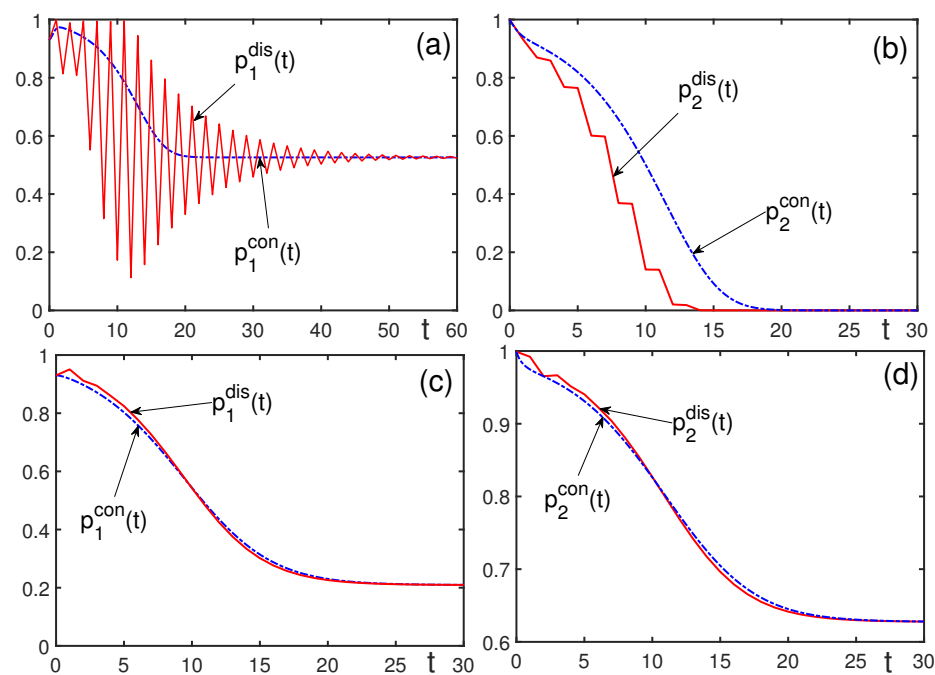 (a)
p₁ᵈⁱˢ(t)
p₁ᶜᵒⁿ(t)
1
0.8
0.6
0.4
0.2
0
0 10 20 30 40 50 60
t
(b)
p₂ᵈⁱˢ(t)
p₂ᶜᵒⁿ(t)
1
0.8
0.6
0.4
0.2
0
0 5 10 15 20 25 30
t
(c)
p₁ᵈⁱˢ(t)
p₁ᶜᵒⁿ(t)
1
0.8
0.6
0.4
0.2
0
0 5 10 15 20 25 30
t
(d)
p₂ᵈⁱˢ(t)
p₂ᶜᵒⁿ(t)
1
0.9
0.8
0.7
0.6
0 5 10 15 20 25 30
t